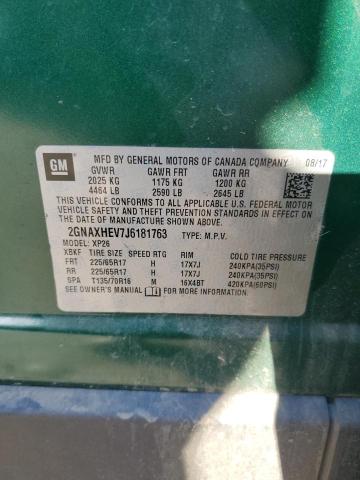 GM
MFD BY GENERAL MOTORS OF CANADA COMPANY 08/17
GVWR GAWR FRT GAWR RR
2025 KG 1175 KG 1200 KG
4464 LB 2590 LB 2645 LB
THIS VEHICLE CONFORMS TO ALL APPLICABLE U.S. FEDERAL MOTOR
VEHICLE SAFETY AND THEFT PREVENTION STANDARDS IN EFFECT
ON THE DATE OF MANUFACTURE SHOWN ABOVE.
2GNAXHEV7J6181763 TYPE: M.P.V.
MODEL: XP26
XBKF TIRE SIZE SPEED RTG RIM COLD TIRE PRESSURE
FRT 225/65R17 H 17X7J 240KPA(35PSI)
RR 225/65R17 H 17X7J 240KPA(35PSI)
SPA T135/70R16 M 16X4BT 420KPA(60PSI)
SEE OWNER'S MANUAL FOR MORE INFORMATION